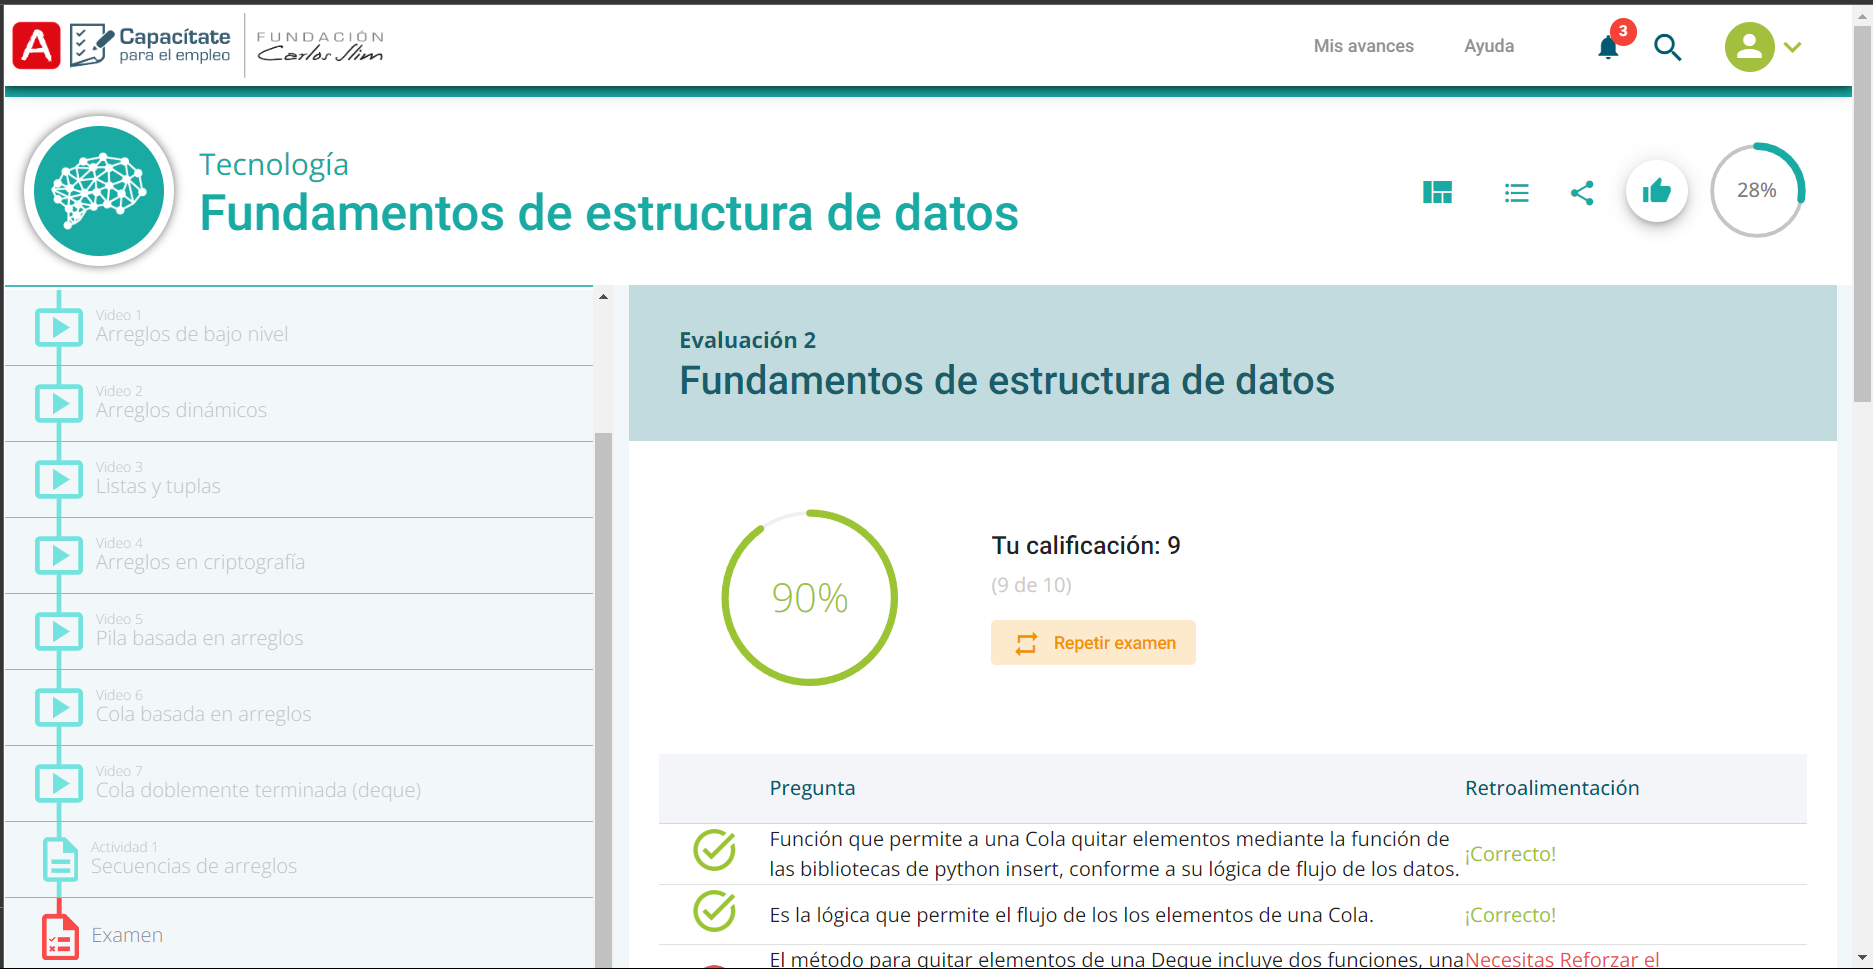 A
Capacítate
para el empleo
FUNDACIÓN
Carlos Slim
Mis avances
Ayuda
3
Tecnología
Fundamentos de estructura de datos
28%
Video 1
Arreglos de bajo nivel
Video 2
Arreglos dinámicos
Video 3
Listas y tuplas
Video 4
Arreglos en criptografía
Video 5
Pila basada en arreglos
Video 6
Cola basada en arreglos
Video 7
Cola doblemente terminada (deque)
Actividad 1
Secuencias de arreglos
Examen
Evaluación 2
Fundamentos de estructura de datos
90%
Tu calificación: 9
(9 de 10)
Repetir examen
Pregunta
Retroalimentación
Función que permite a una Cola quitar elementos mediante la función de
las bibliotecas de python insert, conforme a su lógica de flujo de los datos.
¡Correcto!
Es la lógica que permite el flujo de los los elementos de una Cola.
¡Correcto!
El método para quitar elementos de una Deque incluye dos funciones, una
Necesitas Reforzar el